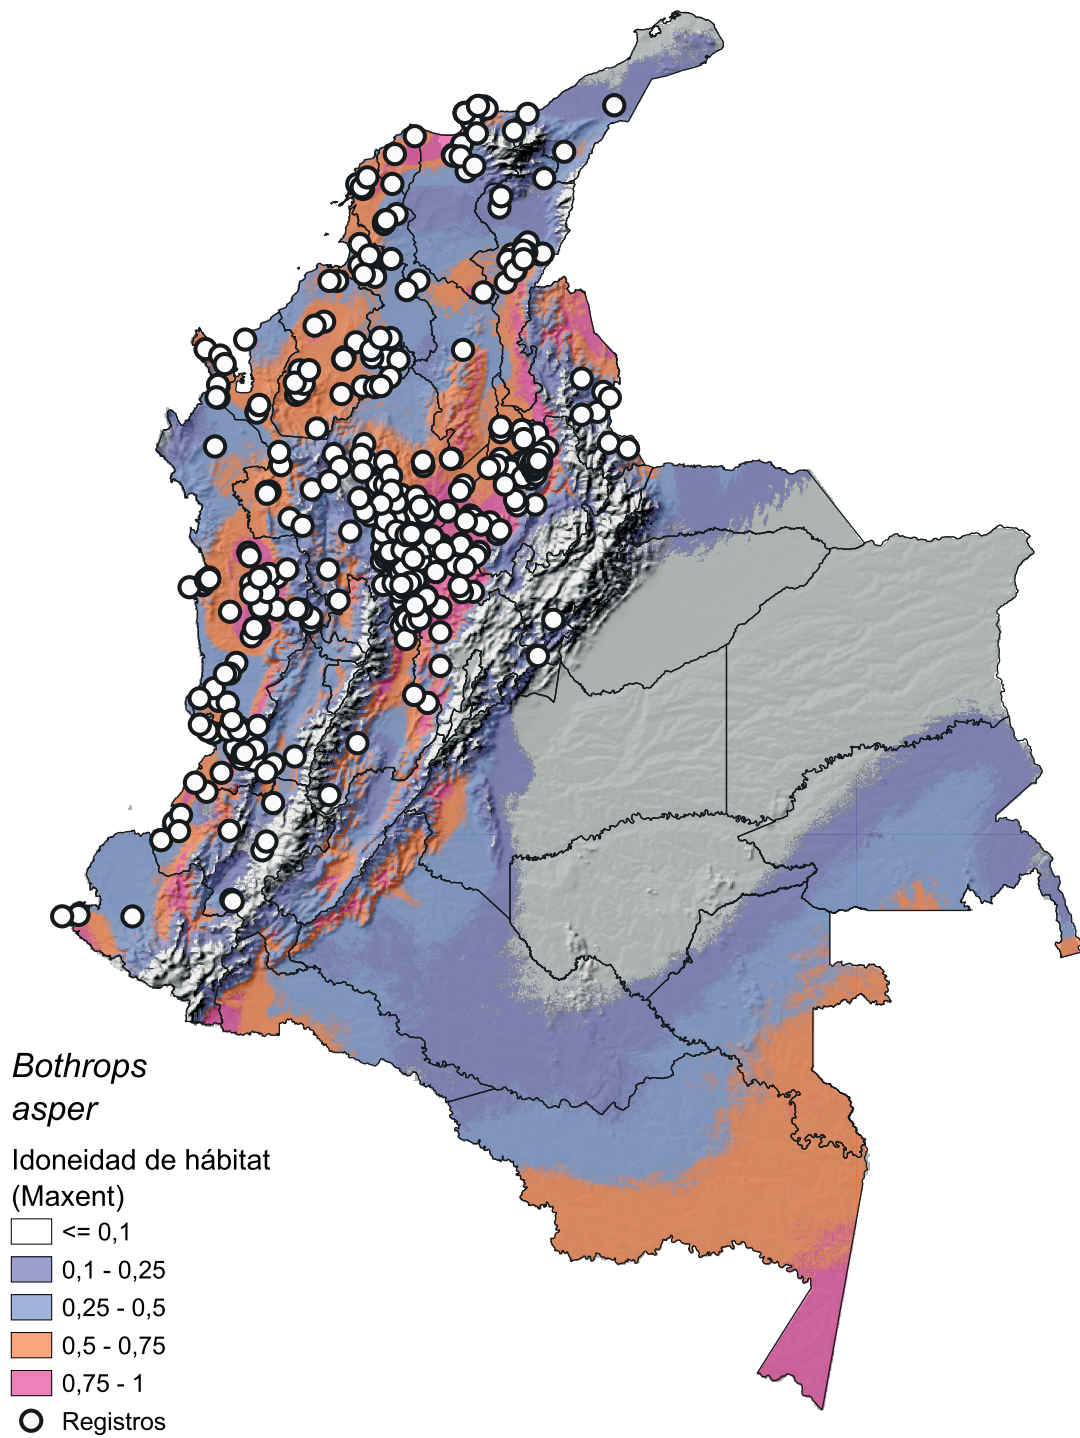 Bothrops
asper
Idoneidad de hábitat
(Maxent)
<= 0,1
0,1 - 0,25
0,25 - 0,5
0,5 - 0,75
0,75 - 1
Registros